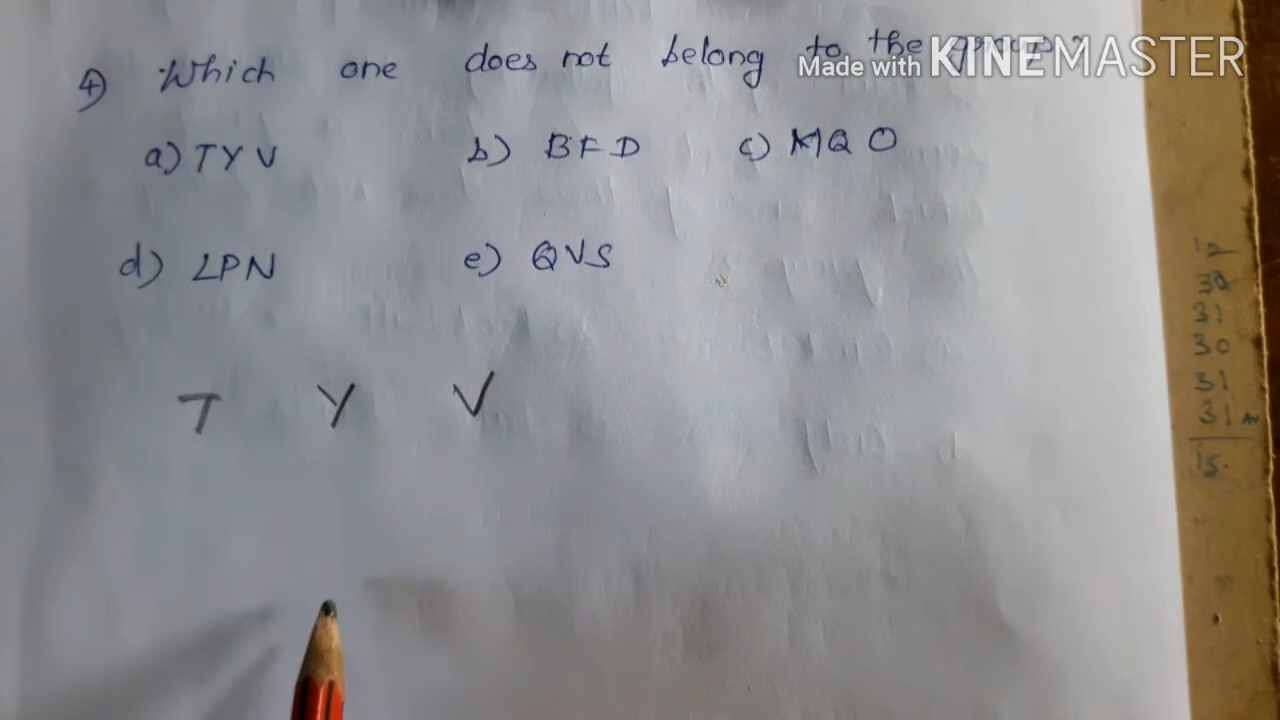 4) Which one does not belong to the group?
Made with KINEMASTER
a) TYV b) BFD c) MQO
d) LPN e) QVS
T Y V
12
30
31
30
31
31
15